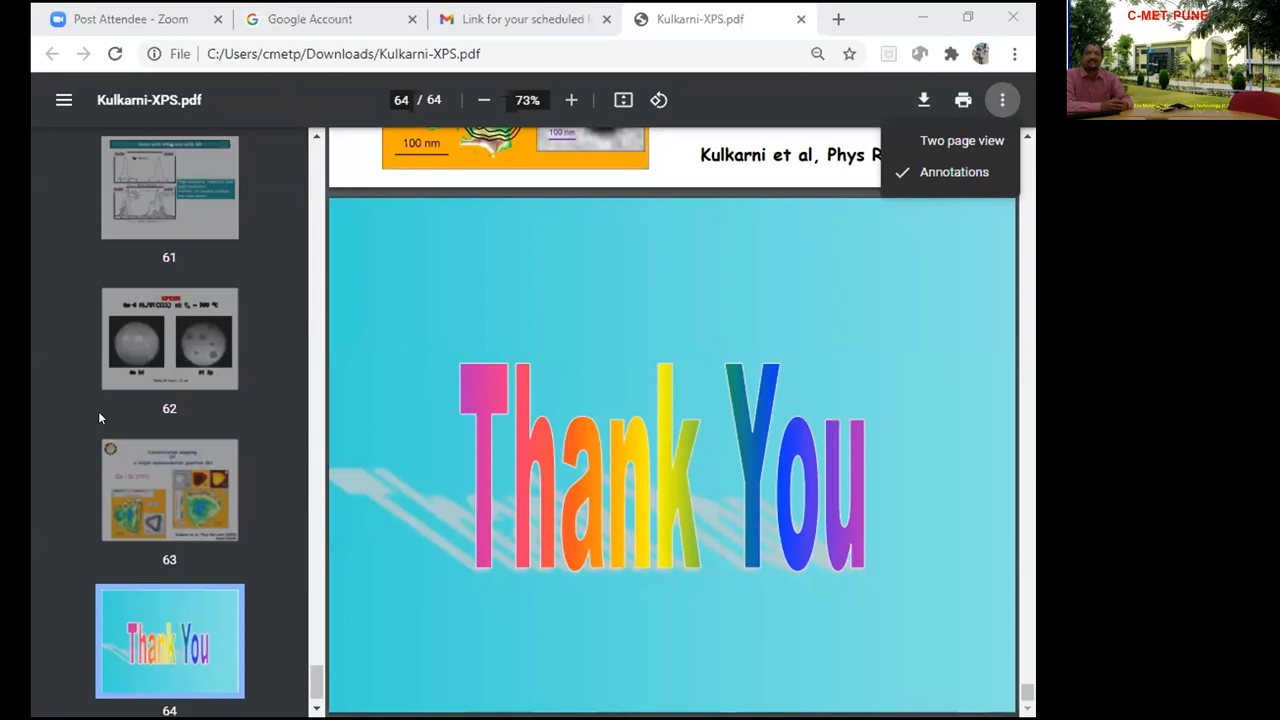 Post Attendee - Zoom
Google Account
Link for your scheduled
Kulkarni-XPS.pdf
File
C:/Users/cmetp/Downloads/Kulkarni-XPS.pdf
C-MET, PUNE
Kulkarni-XPS.pdf
64 / 64
73%
Two page view
Annotations
100 nm
100 nm
Kulkarni et al, Phys R
61
62
63
64
Thank You
Thank You